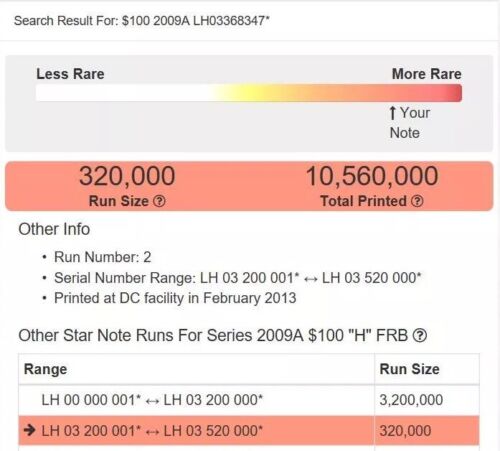 Search Result For: $100 2009A LH03368347*
Less Rare More Rare
↑ Your
Note
320,000 10,560,000
Run Size ? Total Printed ?
Other Info
• Run Number: 2
• Serial Number Range: LH 03 200 001* ↔ LH 03 520 000*
• Printed at DC facility in February 2013
Other Star Note Runs For Series 2009A $100 "H" FRB ?
Range Run Size
LH 00 000 001* ↔ LH 03 200 000* 3,200,000
→ LH 03 200 001* ↔ LH 03 520 000* 320,000